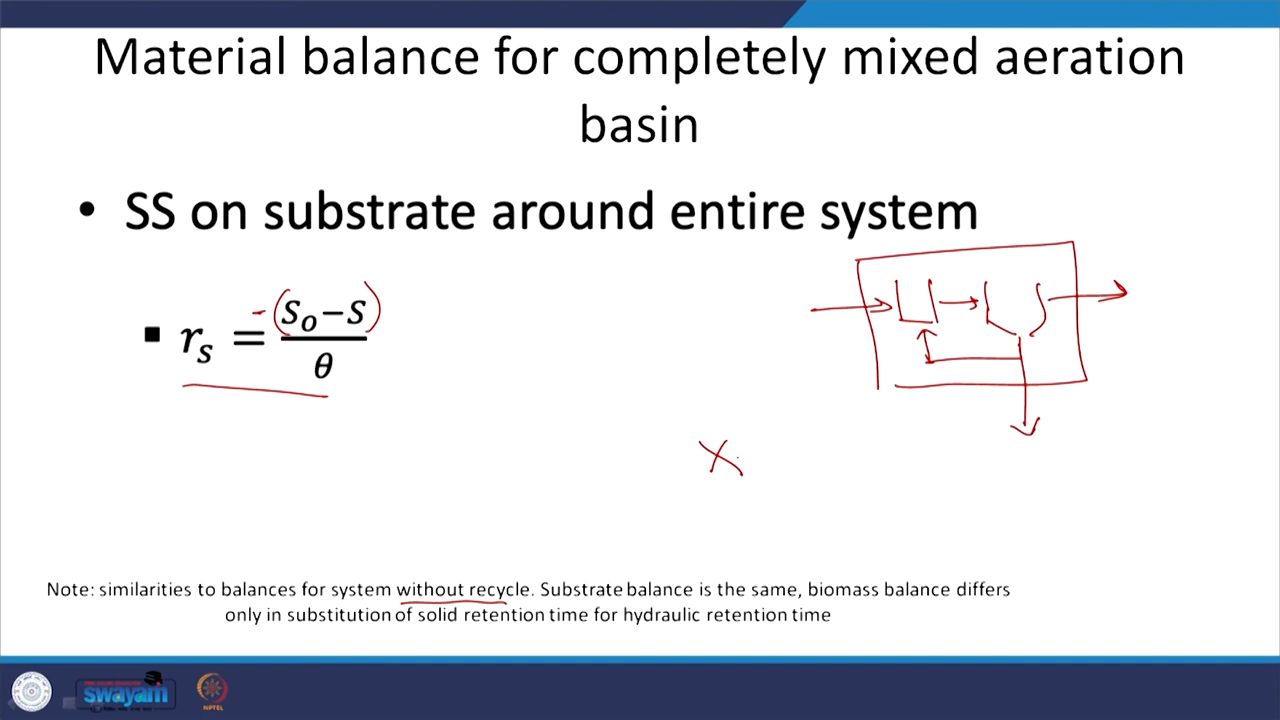 Material balance for completely mixed aeration
basin
• SS on substrate around entire system
▪ r_s = -(S_o−S)/θ
X
Note: similarities to balances for system without recycle. Substrate balance is the same, biomass balance differs
only in substitution of solid retention time for hydraulic retention time
swayam
NPTEL